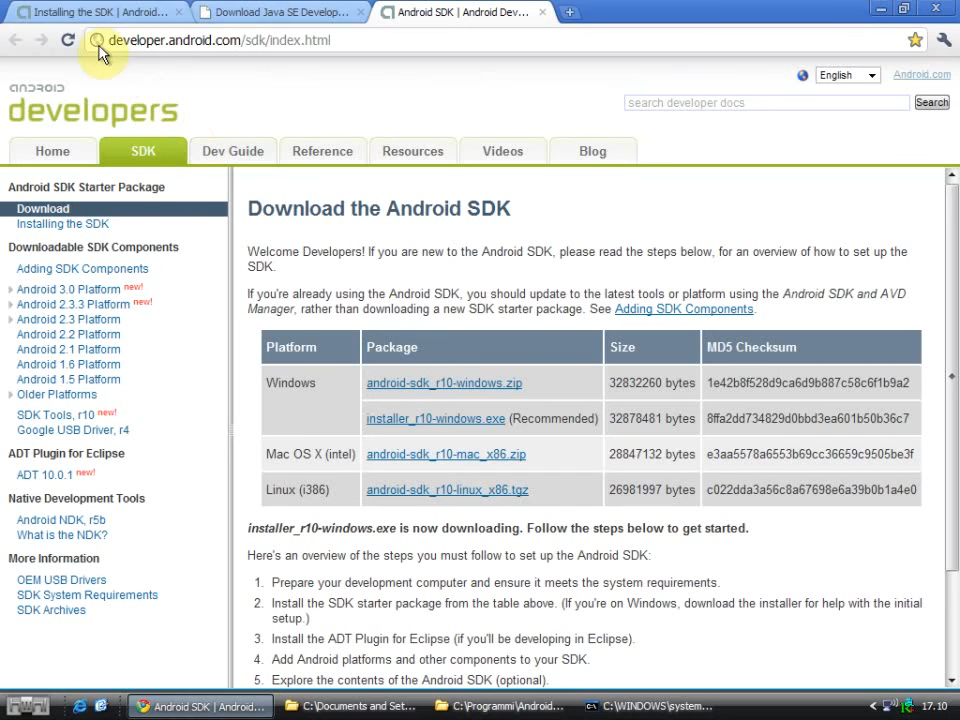 Installing the SDK | Android...
Download Java SE Develop...
Android SDK | Android Dev...
developer.android.com/sdk/index.html
English
Android.com
android
developers
search developer docs
Search
Home
SDK
Dev Guide
Reference
Resources
Videos
Blog
Android SDK Starter Package
Download
Installing the SDK
Downloadable SDK Components
Adding SDK Components
Android 3.0 Platform new!
Android 2.3.3 Platform new!
Android 2.3 Platform
Android 2.2 Platform
Android 2.1 Platform
Android 1.6 Platform
Android 1.5 Platform
Older Platforms
SDK Tools, r10 new!
Google USB Driver, r4
ADT Plugin for Eclipse
ADT 10.0.1 new!
Native Development Tools
Android NDK, r5b
What is the NDK?
More Information
OEM USB Drivers
SDK System Requirements
SDK Archives
Download the Android SDK
Welcome Developers! If you are new to the Android SDK, please read the steps below, for an overview of how to set up the
SDK.
If you're already using the Android SDK, you should update to the latest tools or platform using the Android SDK and AVD
Manager, rather than downloading a new SDK starter package. See Adding SDK Components.
Platform Package Size MD5 Checksum
Windows android-sdk_r10-windows.zip 32832260 bytes 1e42b8f528d9ca6d9b887c58c6f1b9a2
installer_r10-windows.exe (Recommended) 32878481 bytes 8ffa2dd734829d0bbd3ea601b50b36c7
Mac OS X (intel) android-sdk_r10-mac_x86.zip 28847132 bytes e3aa5578a6553b69cc36659c9505be3f
Linux (i386) android-sdk_r10-linux_x86.tgz 26981997 bytes c022dda3a56c8a67698e6a39b0b1a4e0
installer_r10-windows.exe is now downloading. Follow the steps below to get started.
Here's an overview of the steps you must follow to set up the Android SDK:
1. Prepare your development computer and ensure it meets the system requirements.
2. Install the SDK starter package from the table above. (If you're on Windows, download the installer for help with the initial
setup.)
3. Install the ADT Plugin for Eclipse (if you'll be developing in Eclipse).
4. Add Android platforms and other components to your SDK.
5. Explore the contents of the Android SDK (optional).
Android SDK | Android...
C:\Documents and Set...
C:\Programmi\Android...
C:\WINDOWS\system...
17.10